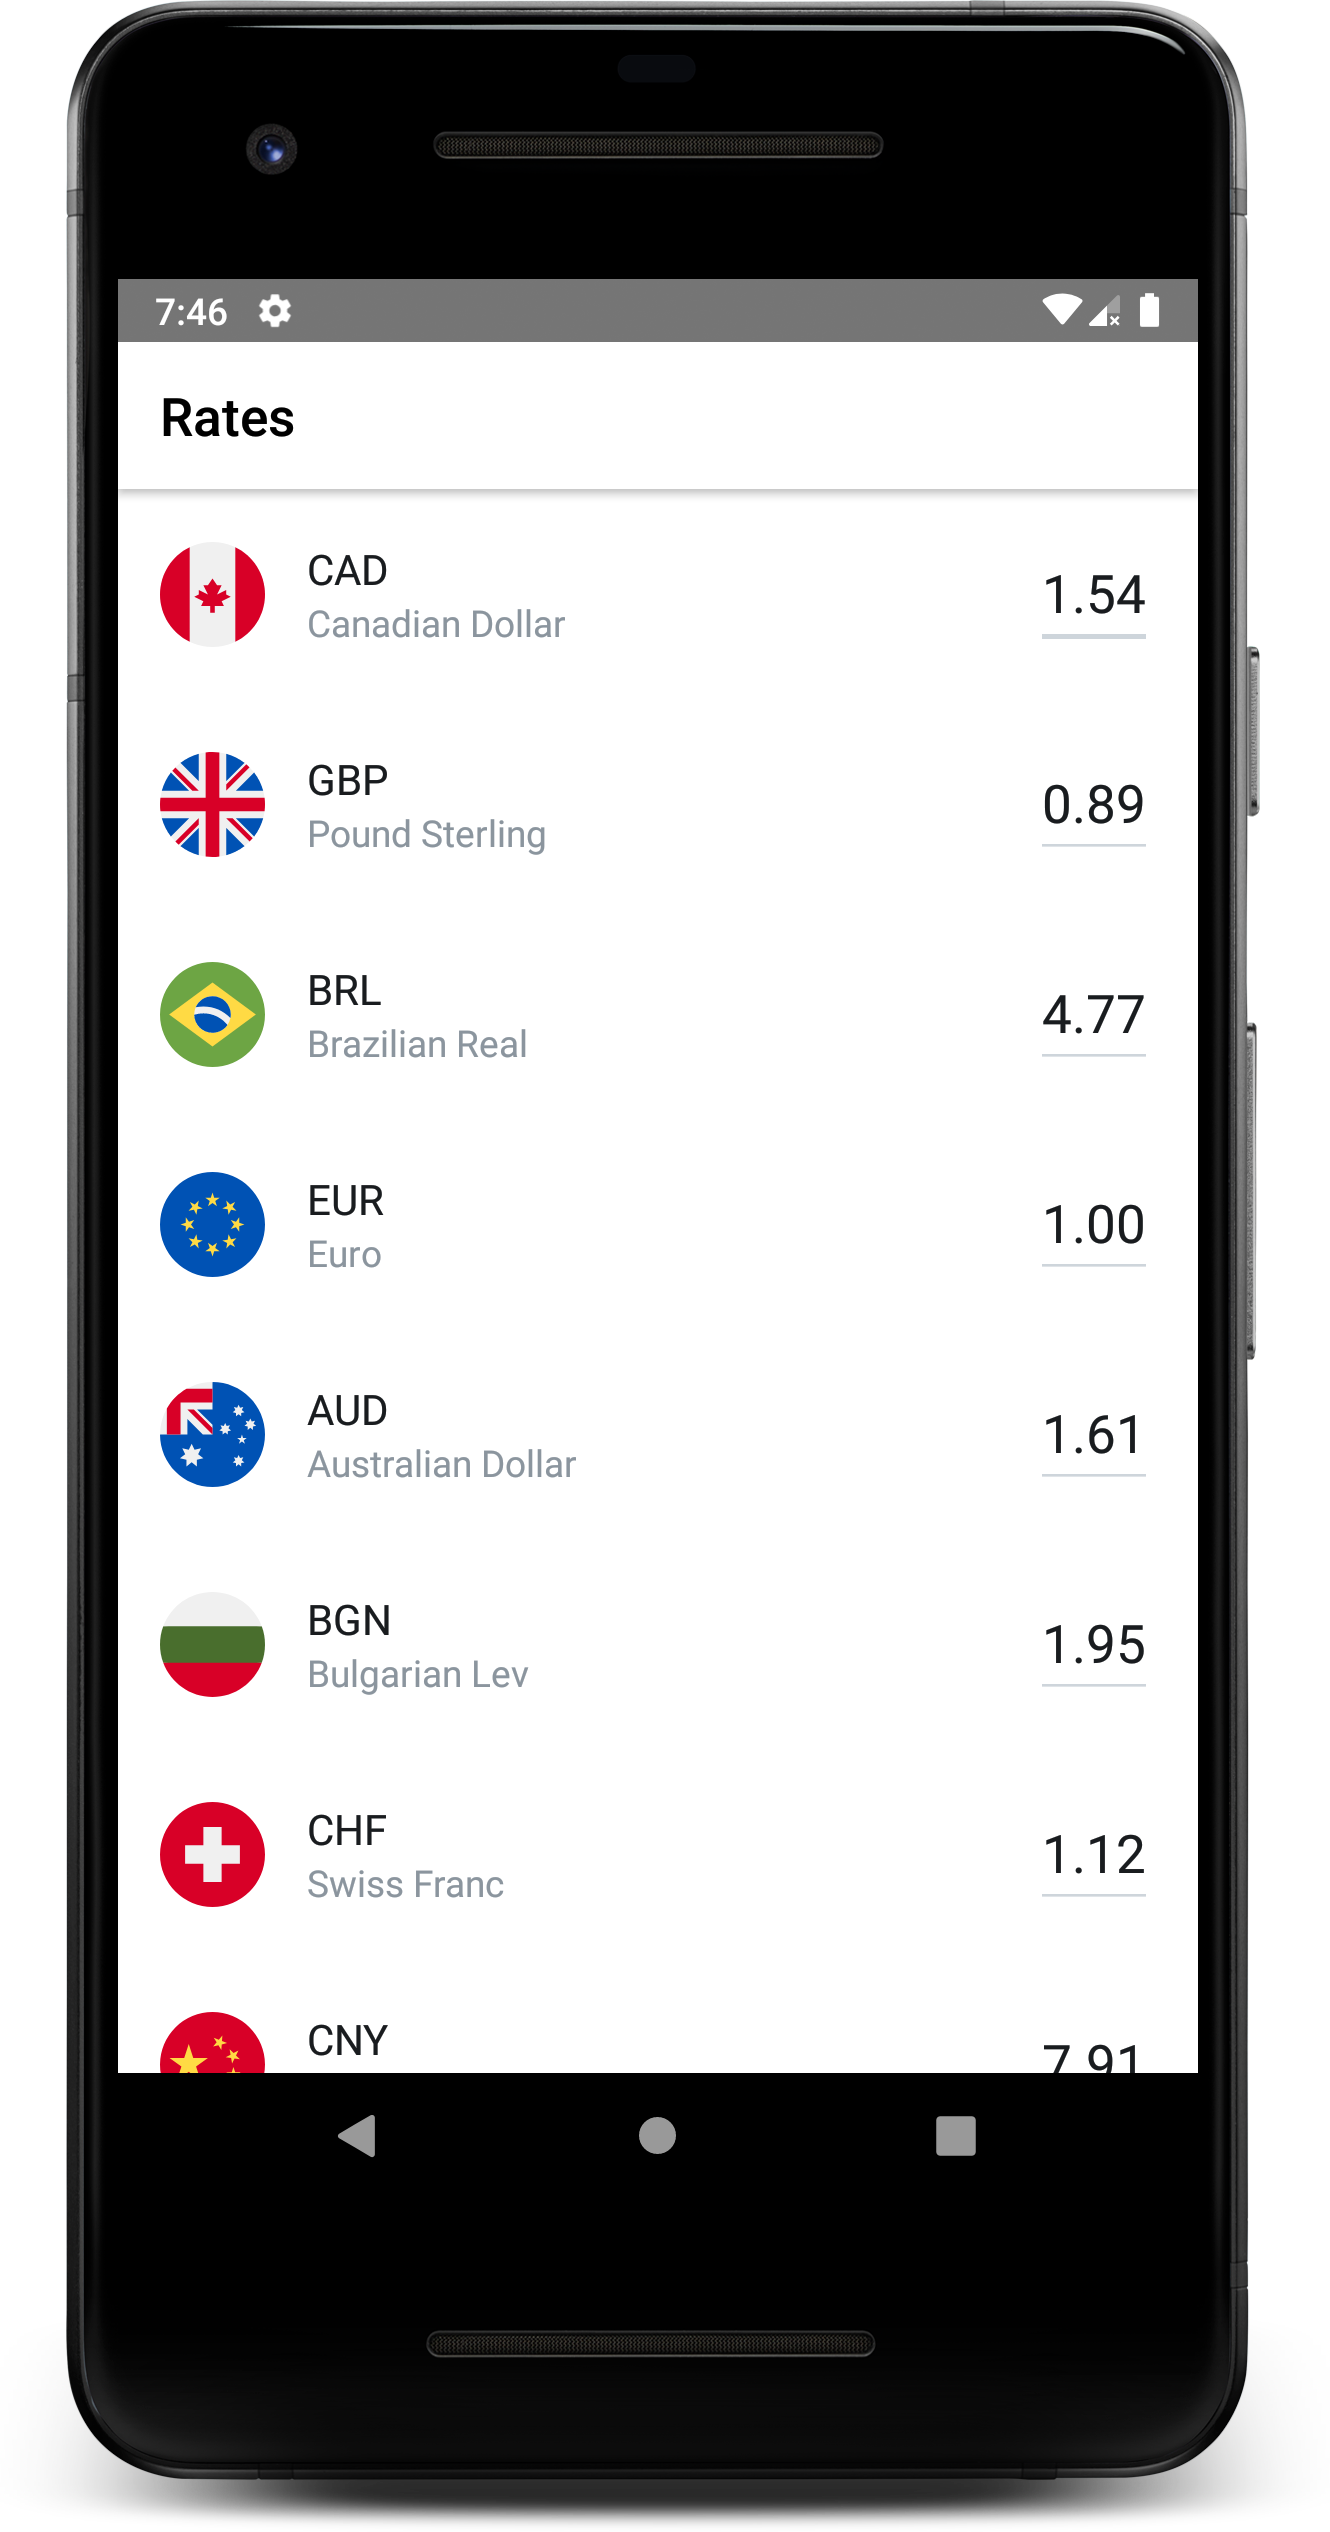 7:46
Rates
CAD
Canadian Dollar
1.54
GBP
Pound Sterling
0.89
BRL
Brazilian Real
4.77
EUR
Euro
1.00
AUD
Australian Dollar
1.61
BGN
Bulgarian Lev
1.95
CHF
Swiss Franc
1.12
CNY
7.91